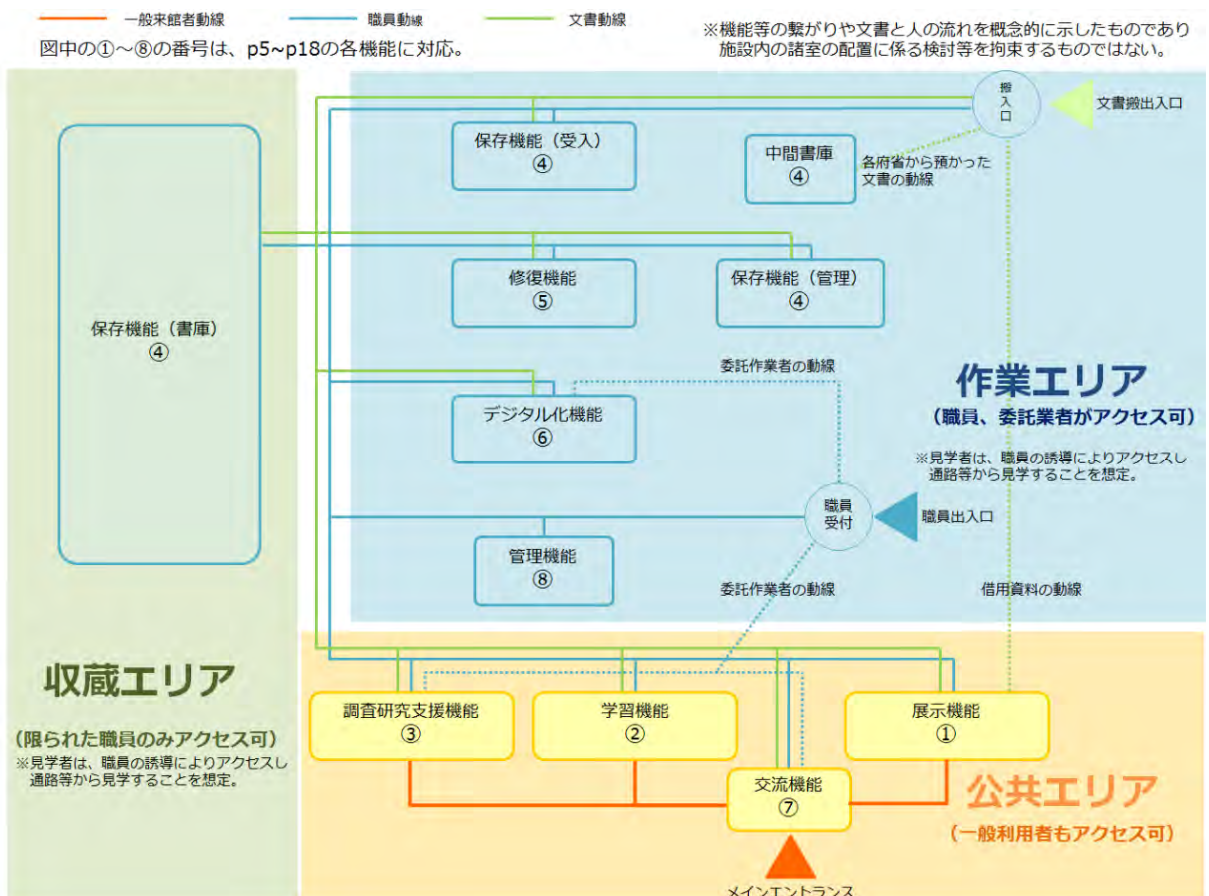 一般来館者動線
職員動線
文書動線
図中の①～⑧の番号は、p5~p18の各機能に対応。
※機能等の繋がりや文書と人の流れを概念的に示したものであり
施設内の諸室の配置に係る検討等を拘束するものではない。
搬入口
文書搬出入口
保存機能（受入）
④
中間書庫
④
各府省から預かった
文書の動線
修復機能
⑤
保存機能（管理）
④
保存機能（書庫）
④
委託作業者の動線
作業エリア
（職員、委託業者がアクセス可）
デジタル化機能
⑥
※見学者は、職員の誘導によりアクセスし
通路等から見学することを想定。
職員
受付
職員出入口
管理機能
⑧
委託作業者の動線
借用資料の動線
収蔵エリア
（限られた職員のみアクセス可）
※見学者は、職員の誘導によりアクセスし
通路等から見学することを想定。
調査研究支援機能
③
学習機能
②
展示機能
①
交流機能
⑦
公共エリア
（一般利用者もアクセス可）
メインエントランス